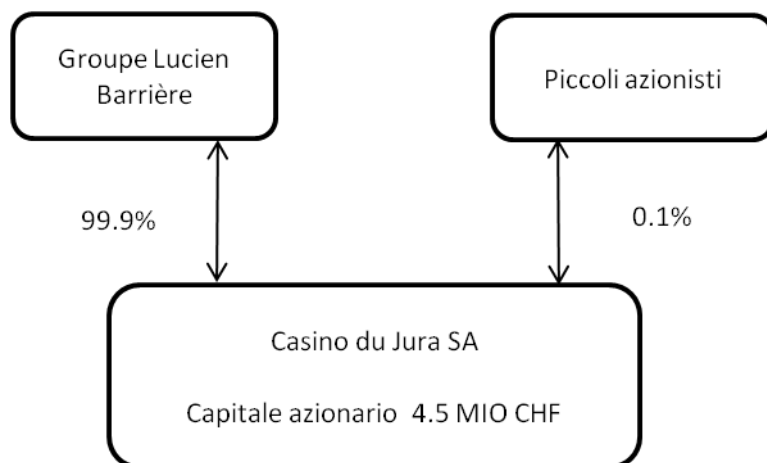 Groupe Lucien
Barrière
Piccoli azionisti
99.9%
0.1%
Casino du Jura SA
Capitale azionario 4.5 MIO CHF